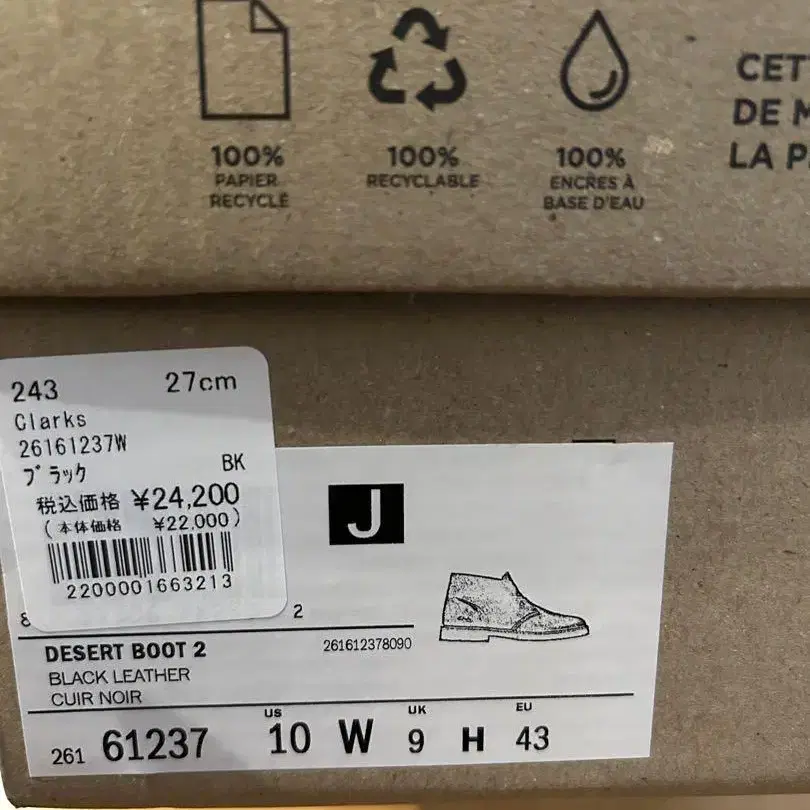 100%
PAPIER
RECYCLÉ
100%
RECYCLABLE
100%
ENCRES À
BASE D'EAU
DE
LA
243 27cm
Clarks
26161237W
ブラック BK
税込価格 ¥24,200
(本体価格 ¥22,000)
2200001663213
J
2
DESERT BOOT 2 261612378090
BLACK LEATHER
CUIR NOIR
US UK EU
261 61237 10 W 9 H 43